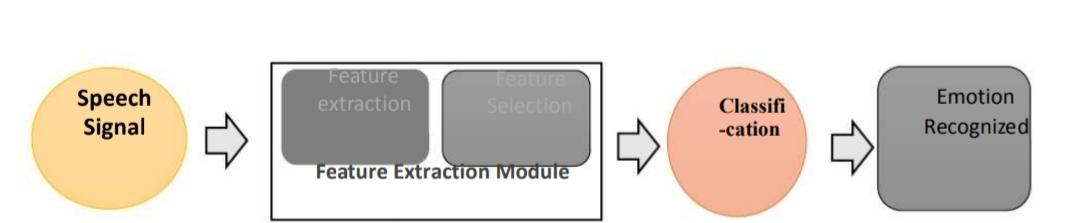 Speech
Signal
Feature
extraction
Feature
Selection
Feature Extraction Module
Classifi
-cation
Emotion
Recognized